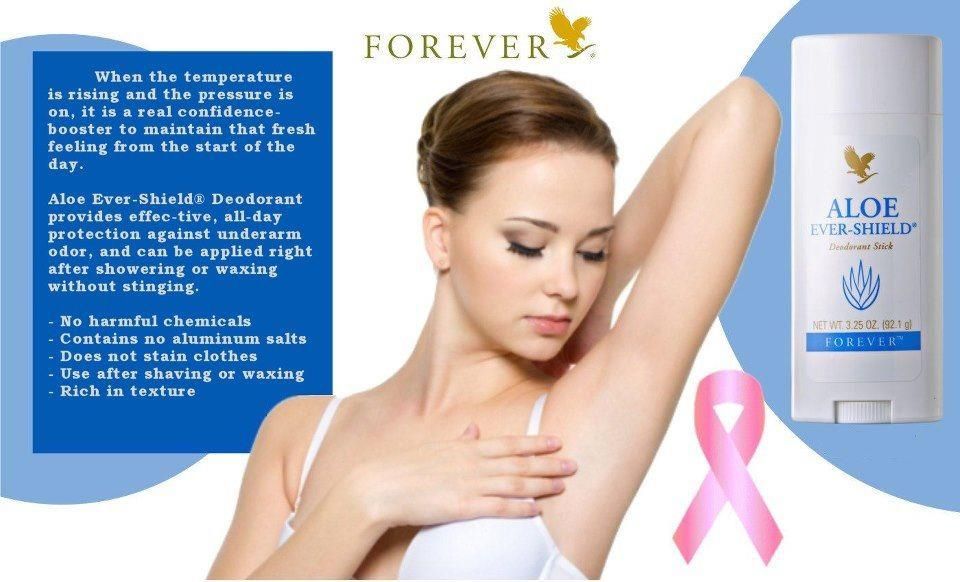 FOREVER
When the temperature
is rising and the pressure is
on, it is a real confidence-
booster to maintain that fresh
feeling from the start of the
day.
Aloe Ever-Shield® Deodorant
provides effec-tive, all-day
protection against underarm
odor, and can be applied right
after showering or waxing
without stinging.
- No harmful chemicals
- Contains no aluminum salts
- Does not stain clothes
- Use after shaving or waxing
- Rich in texture
ALOE
EVER-SHIELD®
Deodorant Stick
NET WT. 3.25 OZ. (92.1 g)
FOREVER™